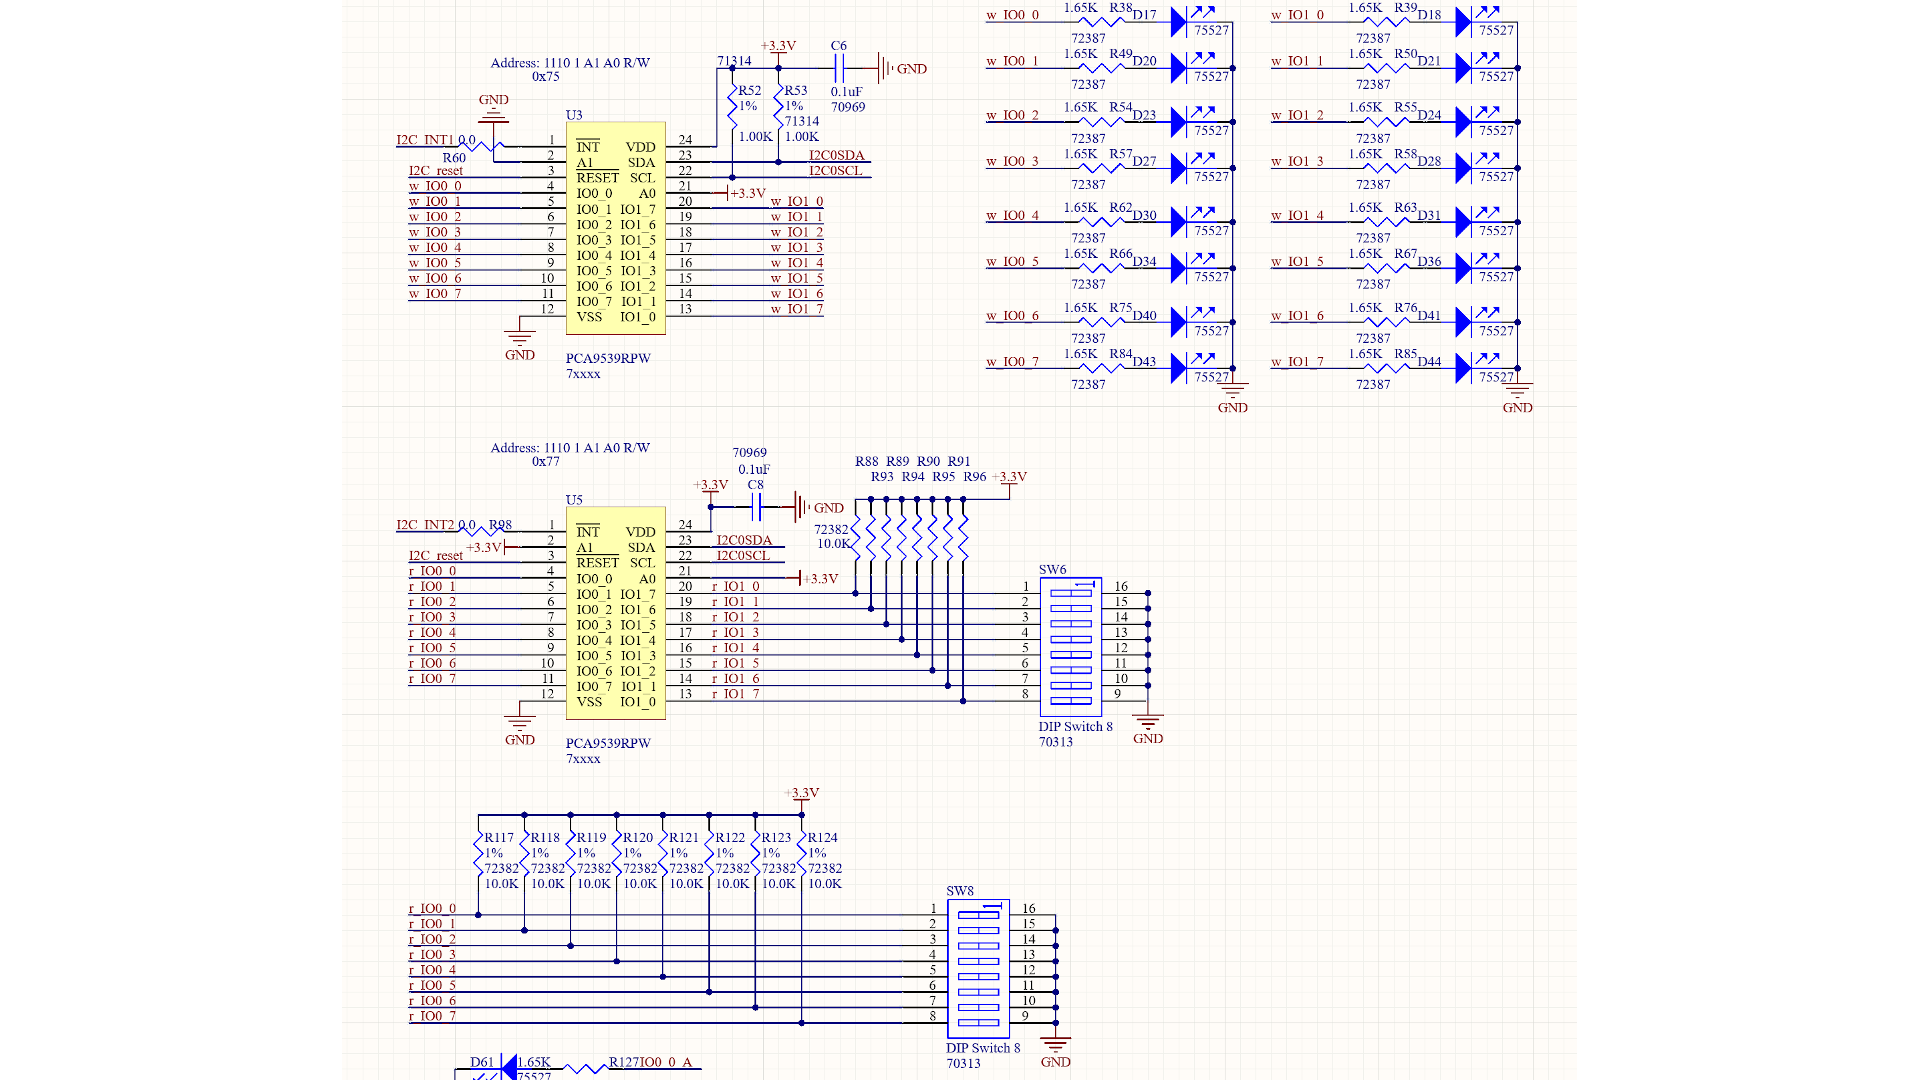 Address: 1110 1 A1 A0 R/W
0x75
GND
U3
I2C_INT1 0.0
R60
I2C_reset
w_IO0_0
w_IO0_1
w_IO0_2
w_IO0_3
w_IO0_4
w_IO0_5
w_IO0_6
w_IO0_7
1 INT VDD 24
2 A1 SDA 23
3 RESET SCL 22
4 IO0_0 A0 21
5 IO0_1 IO1_7 20
6 IO0_2 IO1_6 19
7 IO0_3 IO1_5 18
8 IO0_4 IO1_4 17
9 IO0_5 IO1_3 16
10 IO0_6 IO1_2 15
11 IO0_7 IO1_1 14
12 VSS IO1_0 13
GND
PCA9539RPW
7xxxx
+3.3V
C6
GND
0.1uF
70969
71314
R52
1%
1.00K
R53
1%
71314
1.00K
I2C0SDA
I2C0SCL
+3.3V
w_IO1_0
w_IO1_1
w_IO1_2
w_IO1_3
w_IO1_4
w_IO1_5
w_IO1_6
w_IO1_7
w_IO0_0 1.65K R38 D17
72387 75527
w_IO0_1 1.65K R49 D20
72387 75527
w_IO0_2 1.65K R54 D23
72387 75527
w_IO0_3 1.65K R57 D27
72387 75527
w_IO0_4 1.65K R62 D30
72387 75527
w_IO0_5 1.65K R66 D34
72387 75527
w_IO0_6 1.65K R75 D40
72387 75527
w_IO0_7 1.65K R84 D43
72387 75527
GND
w_IO1_0 1.65K R39 D18
72387 75527
w_IO1_1 1.65K R50 D21
72387 75527
w_IO1_2 1.65K R55 D24
72387 75527
w_IO1_3 1.65K R58 D28
72387 75527
w_IO1_4 1.65K R63 D31
72387 75527
w_IO1_5 1.65K R67 D36
72387 75527
w_IO1_6 1.65K R76 D41
72387 75527
w_IO1_7 1.65K R85 D44
72387 75527
GND
Address: 1110 1 A1 A0 R/W
0x77
U5
I2C_INT2 0.0 R98
+3.3V
I2C_reset
r_IO0_0
r_IO0_1
r_IO0_2
r_IO0_3
r_IO0_4
r_IO0_5
r_IO0_6
r_IO0_7
1 INT VDD 24
2 A1 SDA 23
3 RESET SCL 22
4 IO0_0 A0 21
5 IO0_1 IO1_7 20
6 IO0_2 IO1_6 19
7 IO0_3 IO1_5 18
8 IO0_4 IO1_4 17
9 IO0_5 IO1_3 16
10 IO0_6 IO1_2 15
11 IO0_7 IO1_1 14
12 VSS IO1_0 13
GND
PCA9539RPW
7xxxx
70969
0.1uF
+3.3V C8
GND
I2C0SDA
I2C0SCL
+3.3V
r_IO1_0
r_IO1_1
r_IO1_2
r_IO1_3
r_IO1_4
r_IO1_5
r_IO1_6
r_IO1_7
R88 R89 R90 R91
R93 R94 R95 R96 +3.3V
72382
10.0K
SW6
1
1 16
2 15
3 14
4 13
5 12
6 11
7 10
8 9
DIP Switch 8
70313
GND
+3.3V
R117 R118 R119 R120 R121 R122 R123 R124
1% 1% 1% 1% 1% 1% 1% 1%
72382 72382 72382 72382 72382 72382 72382 72382
10.0K 10.0K 10.0K 10.0K 10.0K 10.0K 10.0K 10.0K
r_IO0_0
r_IO0_1
r_IO0_2
r_IO0_3
r_IO0_4
r_IO0_5
r_IO0_6
r_IO0_7
SW8
1
1 16
2 15
3 14
4 13
5 12
6 11
7 10
8 9
DIP Switch 8
70313
GND
D61 1.65K R127 IO0_0_A
75527